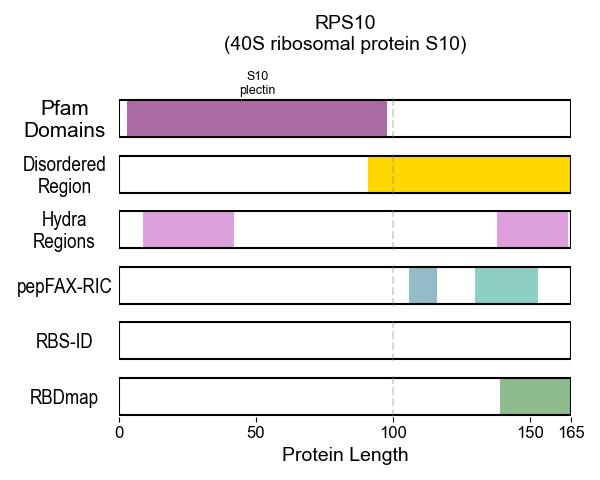 RPS10
(40S ribosomal protein S10)
S10
plectin
Pfam
Domains
Disordered
Region
Hydra
Regions
pepFAX-RIC
RBS-ID
RBDmap
0 50 100 150 165
Protein Length